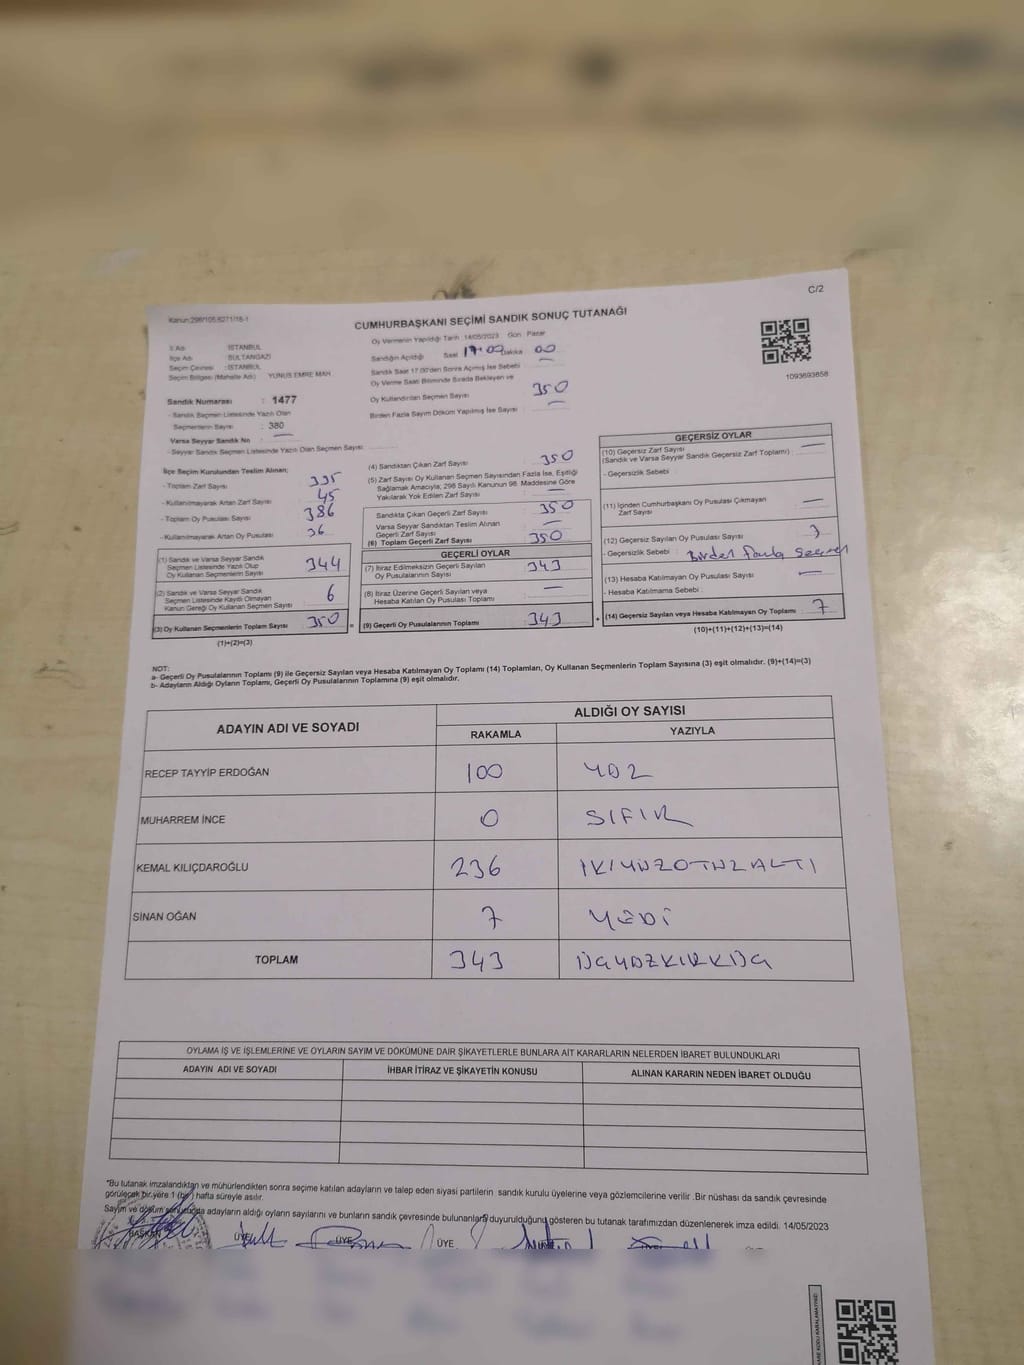 C/2
Kanun:298/105.6271/18-1
CUMHURBAŞKANI SEÇİMİ SANDIK SONUÇ TUTANAĞI
1093693858
İl Adı : İSTANBUL
İlçe Adı : SULTANGAZİ
Seçim Çevresi : İSTANBUL
Seçim Bölgesi (Mahalle Adı) YUNUS EMRE MAH.
Sandık Numarası : 1477
- Sandık Seçmen Listesinde Yazılı Olan
Seçmenlerin Sayısı : 380
Varsa Seyyar Sandık No : —
- Seyyar Sandık Seçmen Listesinde Yazılı Olan Seçmen Sayısı:
Oy Vermenin Yapıldığı Tarih :14/05/2023 Gün : Pazar
Sandığın Açıldığı Saat 17:00 Dakika 00
Sandık Saat 17:00'den Sonra Açılmış İse Sebebi —
Oy Verme Saati Bitiminde Sırada Bekleyen ve
Oy Kullandırılan Seçmen Sayısı 350
Birden Fazla Sayım Döküm Yapılmış İse Sayısı : —
İlçe Seçim Kurulundan Teslim Alınan;
- Toplam Zarf Sayısı : 335
- Kullanılmayarak Artan Zarf Sayısı : 45
- Toplam Oy Pusulası Sayısı : 386
- Kullanılmayarak Artan Oy Pusulası : 36
(1) Sandık ve Varsa Seyyar Sandık
Seçmen Listesinde Yazılı Olup
Oy Kullanan Seçmenlerin Sayısı : 344
(2) Sandık ve Varsa Seyyar Sandık
Seçmen Listesinde Kayıtlı Olmayan
Kanun Gereği Oy Kullanan Seçmen Sayısı : 6
(3) Oy Kullanan Seçmenlerin Toplam Sayısı : 350 =
(1)+(2)=(3)
(4) Sandıktan Çıkan Zarf Sayısı : 350
(5) Zarf Sayısı Oy Kullanan Seçmen Sayısından Fazla İse, Eşitliği
Sağlamak Amacıyla, 298 Sayılı Kanunun 98. Maddesine Göre
Yakılarak Yok Edilen Zarf Sayısı : —
Sandıkta Çıkan Geçerli Zarf Sayısı : 350
Varsa Seyyar Sandıktan Teslim Alınan
Geçerli Zarf Sayısı : —
(6) Toplam Geçerli Zarf Sayısı : 350
GEÇERLİ OYLAR
(7) İtiraz Edilmeksizin Geçerli Sayılan
Oy Pusulalarının Sayısı : 343
(8) İtiraz Üzerine Geçerli Sayılan veya
Hesaba Katılan Oy Pusulası Toplamı : —
(9) Geçerli Oy Pusulalarının Toplamı : 343 +
GEÇERSİZ OYLAR
(10) Geçersiz Zarf Sayısı
(Sandık ve Varsa Seyyar Sandık Geçersiz Zarf Toplamı) : —
- Geçersizlik Sebebi :
(11) İçinden Cumhurbaşkanı Oy Pusulası Çıkmayan
Zarf Sayısı : —
(12) Geçersiz Sayılan Oy Pusulası Sayısı : 7
- Geçersizlik Sebebi : Birden fazla seçmen
(13) Hesaba Katılmayan Oy Pusulası Sayısı : —
- Hesaba Katılmama Sebebi :
(14) Geçersiz Sayılan veya Hesaba Katılmayan Oy Toplamı : 7
(10)+(11)+(12)+(13)=(14)
NOT:
a- Geçerli Oy Pusulalarının Toplamı (9) ile Geçersiz Sayılan veya Hesaba Katılmayan Oy Toplamı (14) Toplamları, Oy Kullanan Seçmenlerin Toplam Sayısına (3) eşit olmalıdır. (9)+(14)=(3)
b- Adayların Aldığı Oyların Toplamı, Geçerli Oy Pusulalarının Toplamına (9) eşit olmalıdır.
ADAYIN ADI VE SOYADI ALDIĞI OY SAYISI
RAKAMLA YAZIYLA
RECEP TAYYİP ERDOĞAN 100 YÜZ
MUHARREM İNCE 0 SIFIR
KEMAL KILIÇDAROĞLU 236 İKİYÜZOTUZALTI
SİNAN OĞAN 7 YEDİ
TOPLAM 343 ÜÇYÜZKIRKÜÇ
OYLAMA İŞ VE İŞLEMLERİNE VE OYLARIN SAYIM VE DÖKÜMÜNE DAİR ŞİKAYETLERLE BUNLARA AİT KARARLARIN NELERDEN İBARET BULUNDUKLARI
ADAYIN ADI VE SOYADI İHBAR İTİRAZ VE ŞİKAYETİN KONUSU ALINAN KARARIN NEDEN İBARET OLDUĞU
"Bu tutanak imzalandıktan ve mühürlendikten sonra seçime katılan adayların ve talep eden siyasi partilerin sandık kurulu üyelerine veya gözlemcilerine verilir .Bir nüshası da sandık çevresinde
görülecek bir yere 1 (bir) hafta süreyle asılır.
Sayım ve döküm sonucunda adayların aldığı oyların sayılarını ve bunların sandık çevresinde bulunanlara duyurulduğunu gösteren bu tutanak tarafımızdan düzenlenerek imza edildi. 14/05/2023
BAŞKAN ÜYE ÜYE ÜYE